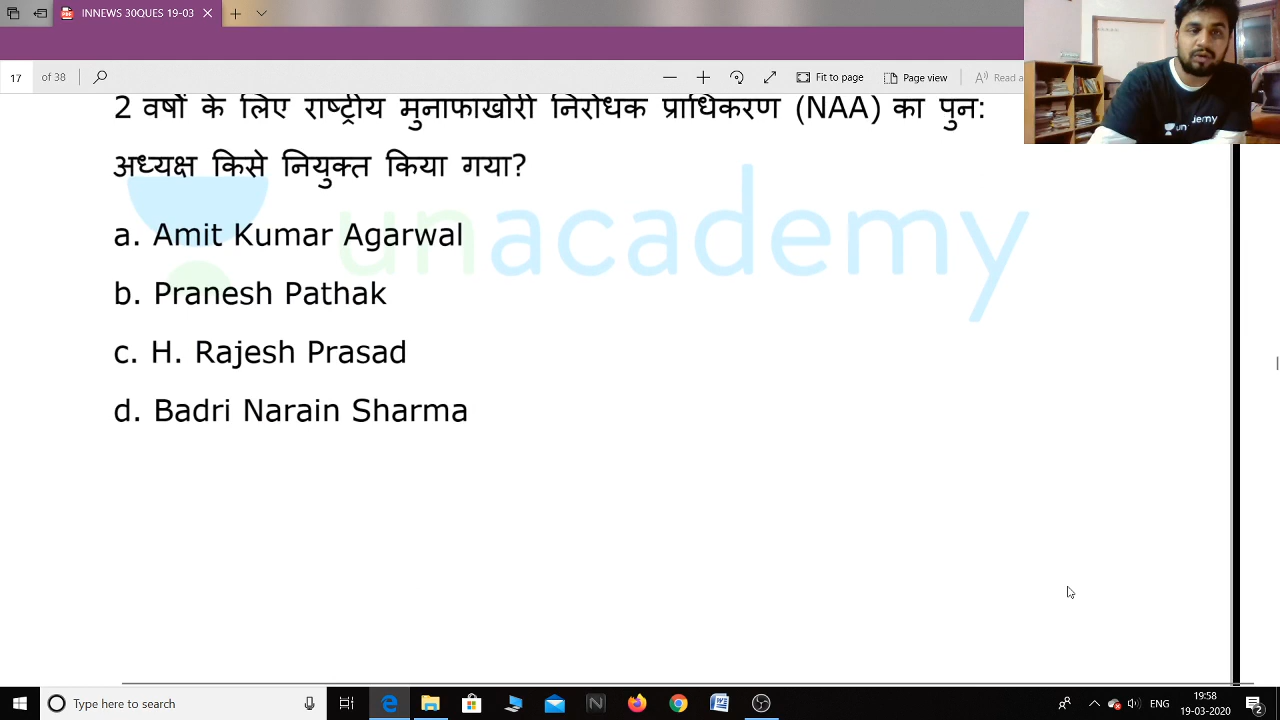 INNEWS 30QUES 19-03
17 of 38
Fit to page
Page view
Read a
2 वर्षों के लिए राष्ट्रीय मुनाफाखोरी निरोधक प्राधिकरण (NAA) का पुन:
अध्यक्ष किसे नियुक्त किया गया?
unacademy
a. Amit Kumar Agarwal
b. Pranesh Pathak
c. H. Rajesh Prasad
d. Badri Narain Sharma
Type here to search
ENG
19:58
19-03-2020